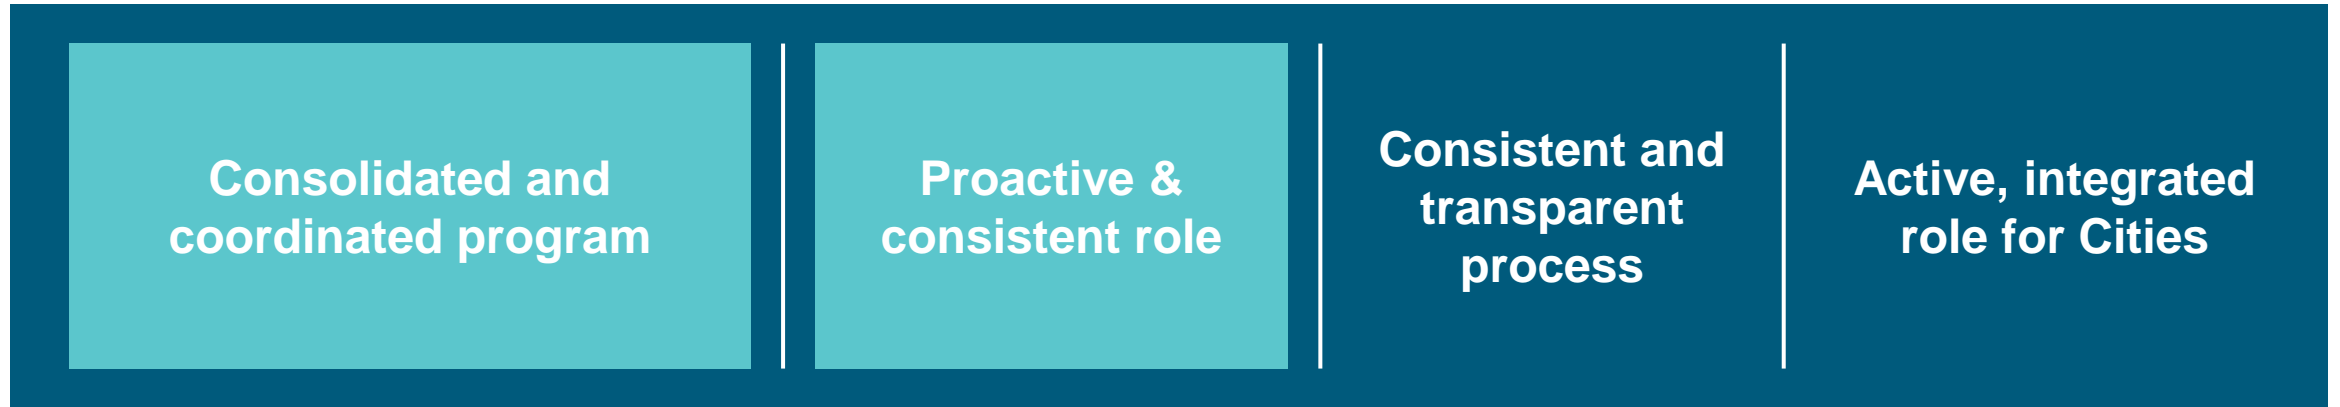 Consolidated and
coordinated program
Proactive &
consistent role
Consistent and
transparent
process
Active, integrated
role for Cities